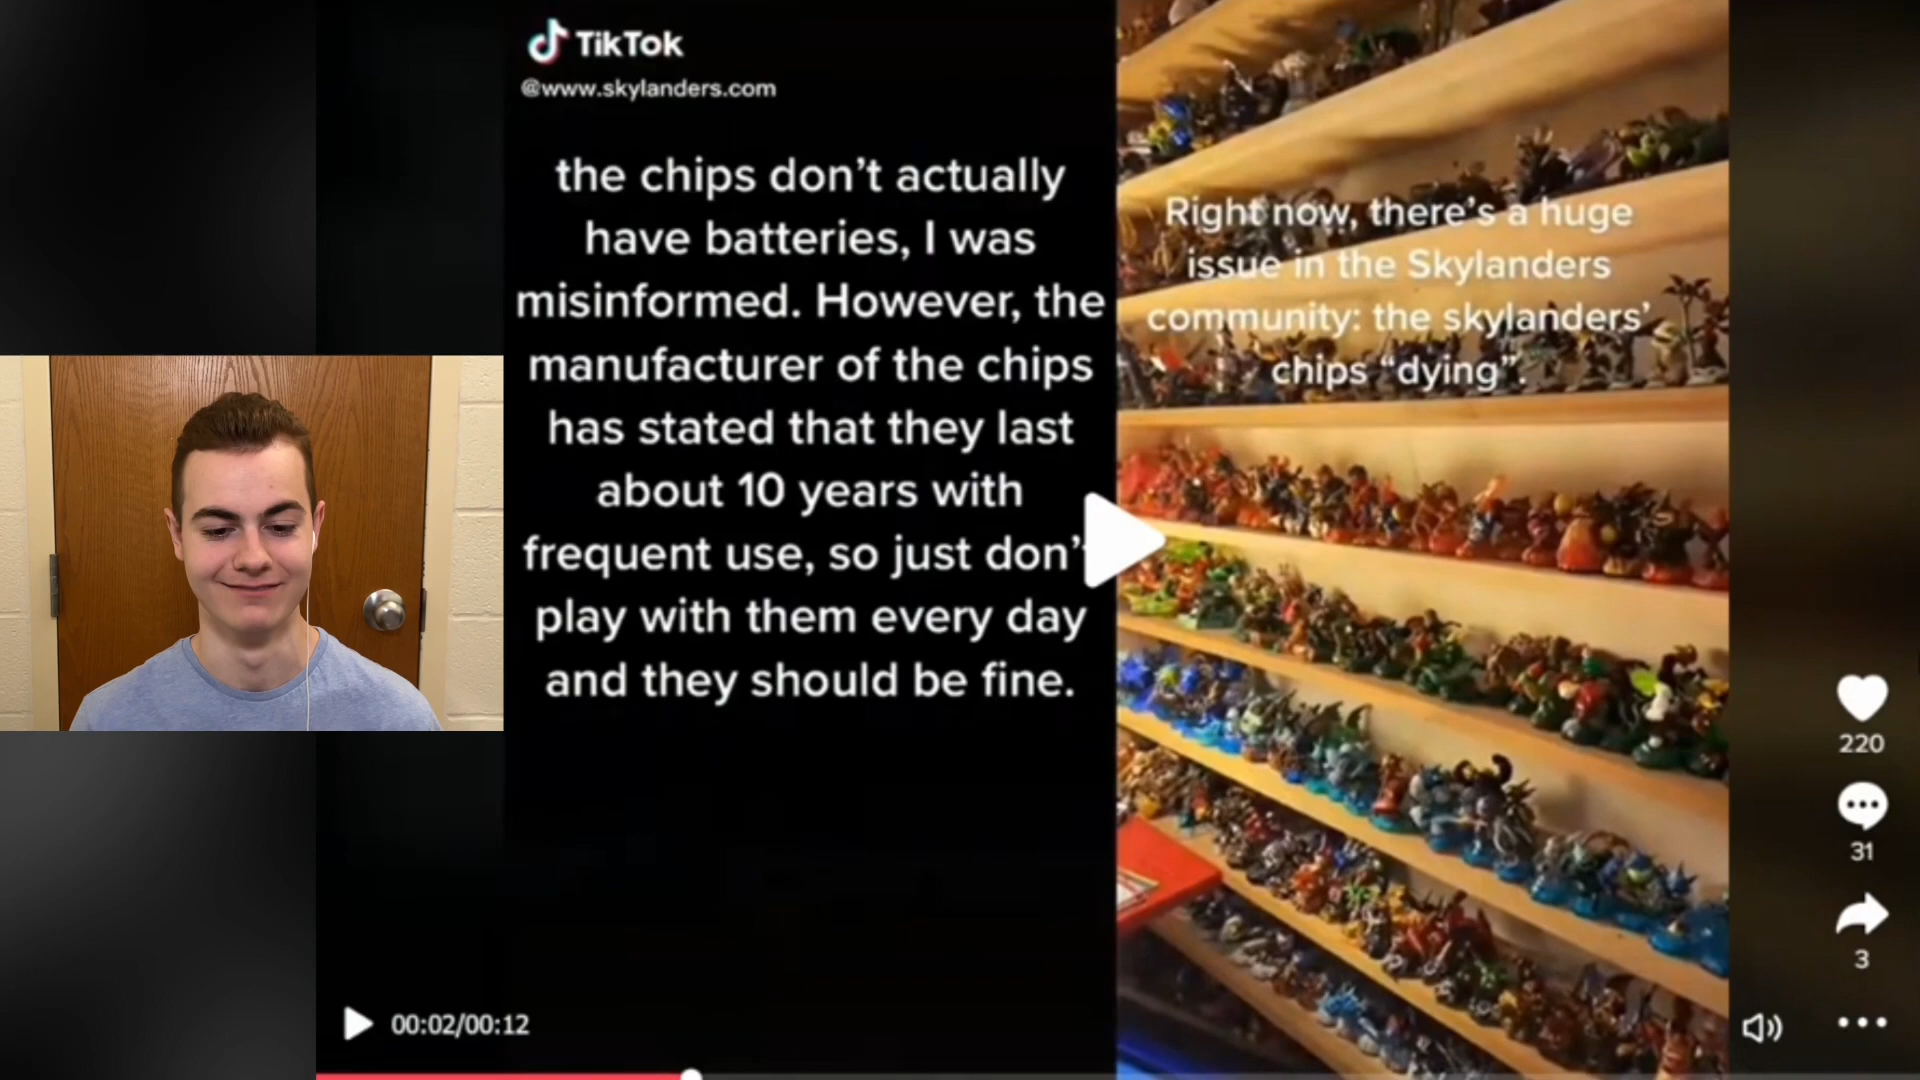 TikTok
@www.skylanders.com
the chips don’t actually
have batteries, I was
misinformed. However, the
manufacturer of the chips
has stated that they last
about 10 years with
frequent use, so just don’
play with them every day
and they should be fine.
Right now, there’s a huge
issue in the Skylanders
community: the skylanders’
chips “dying”.
220
31
3
00:02/00:12